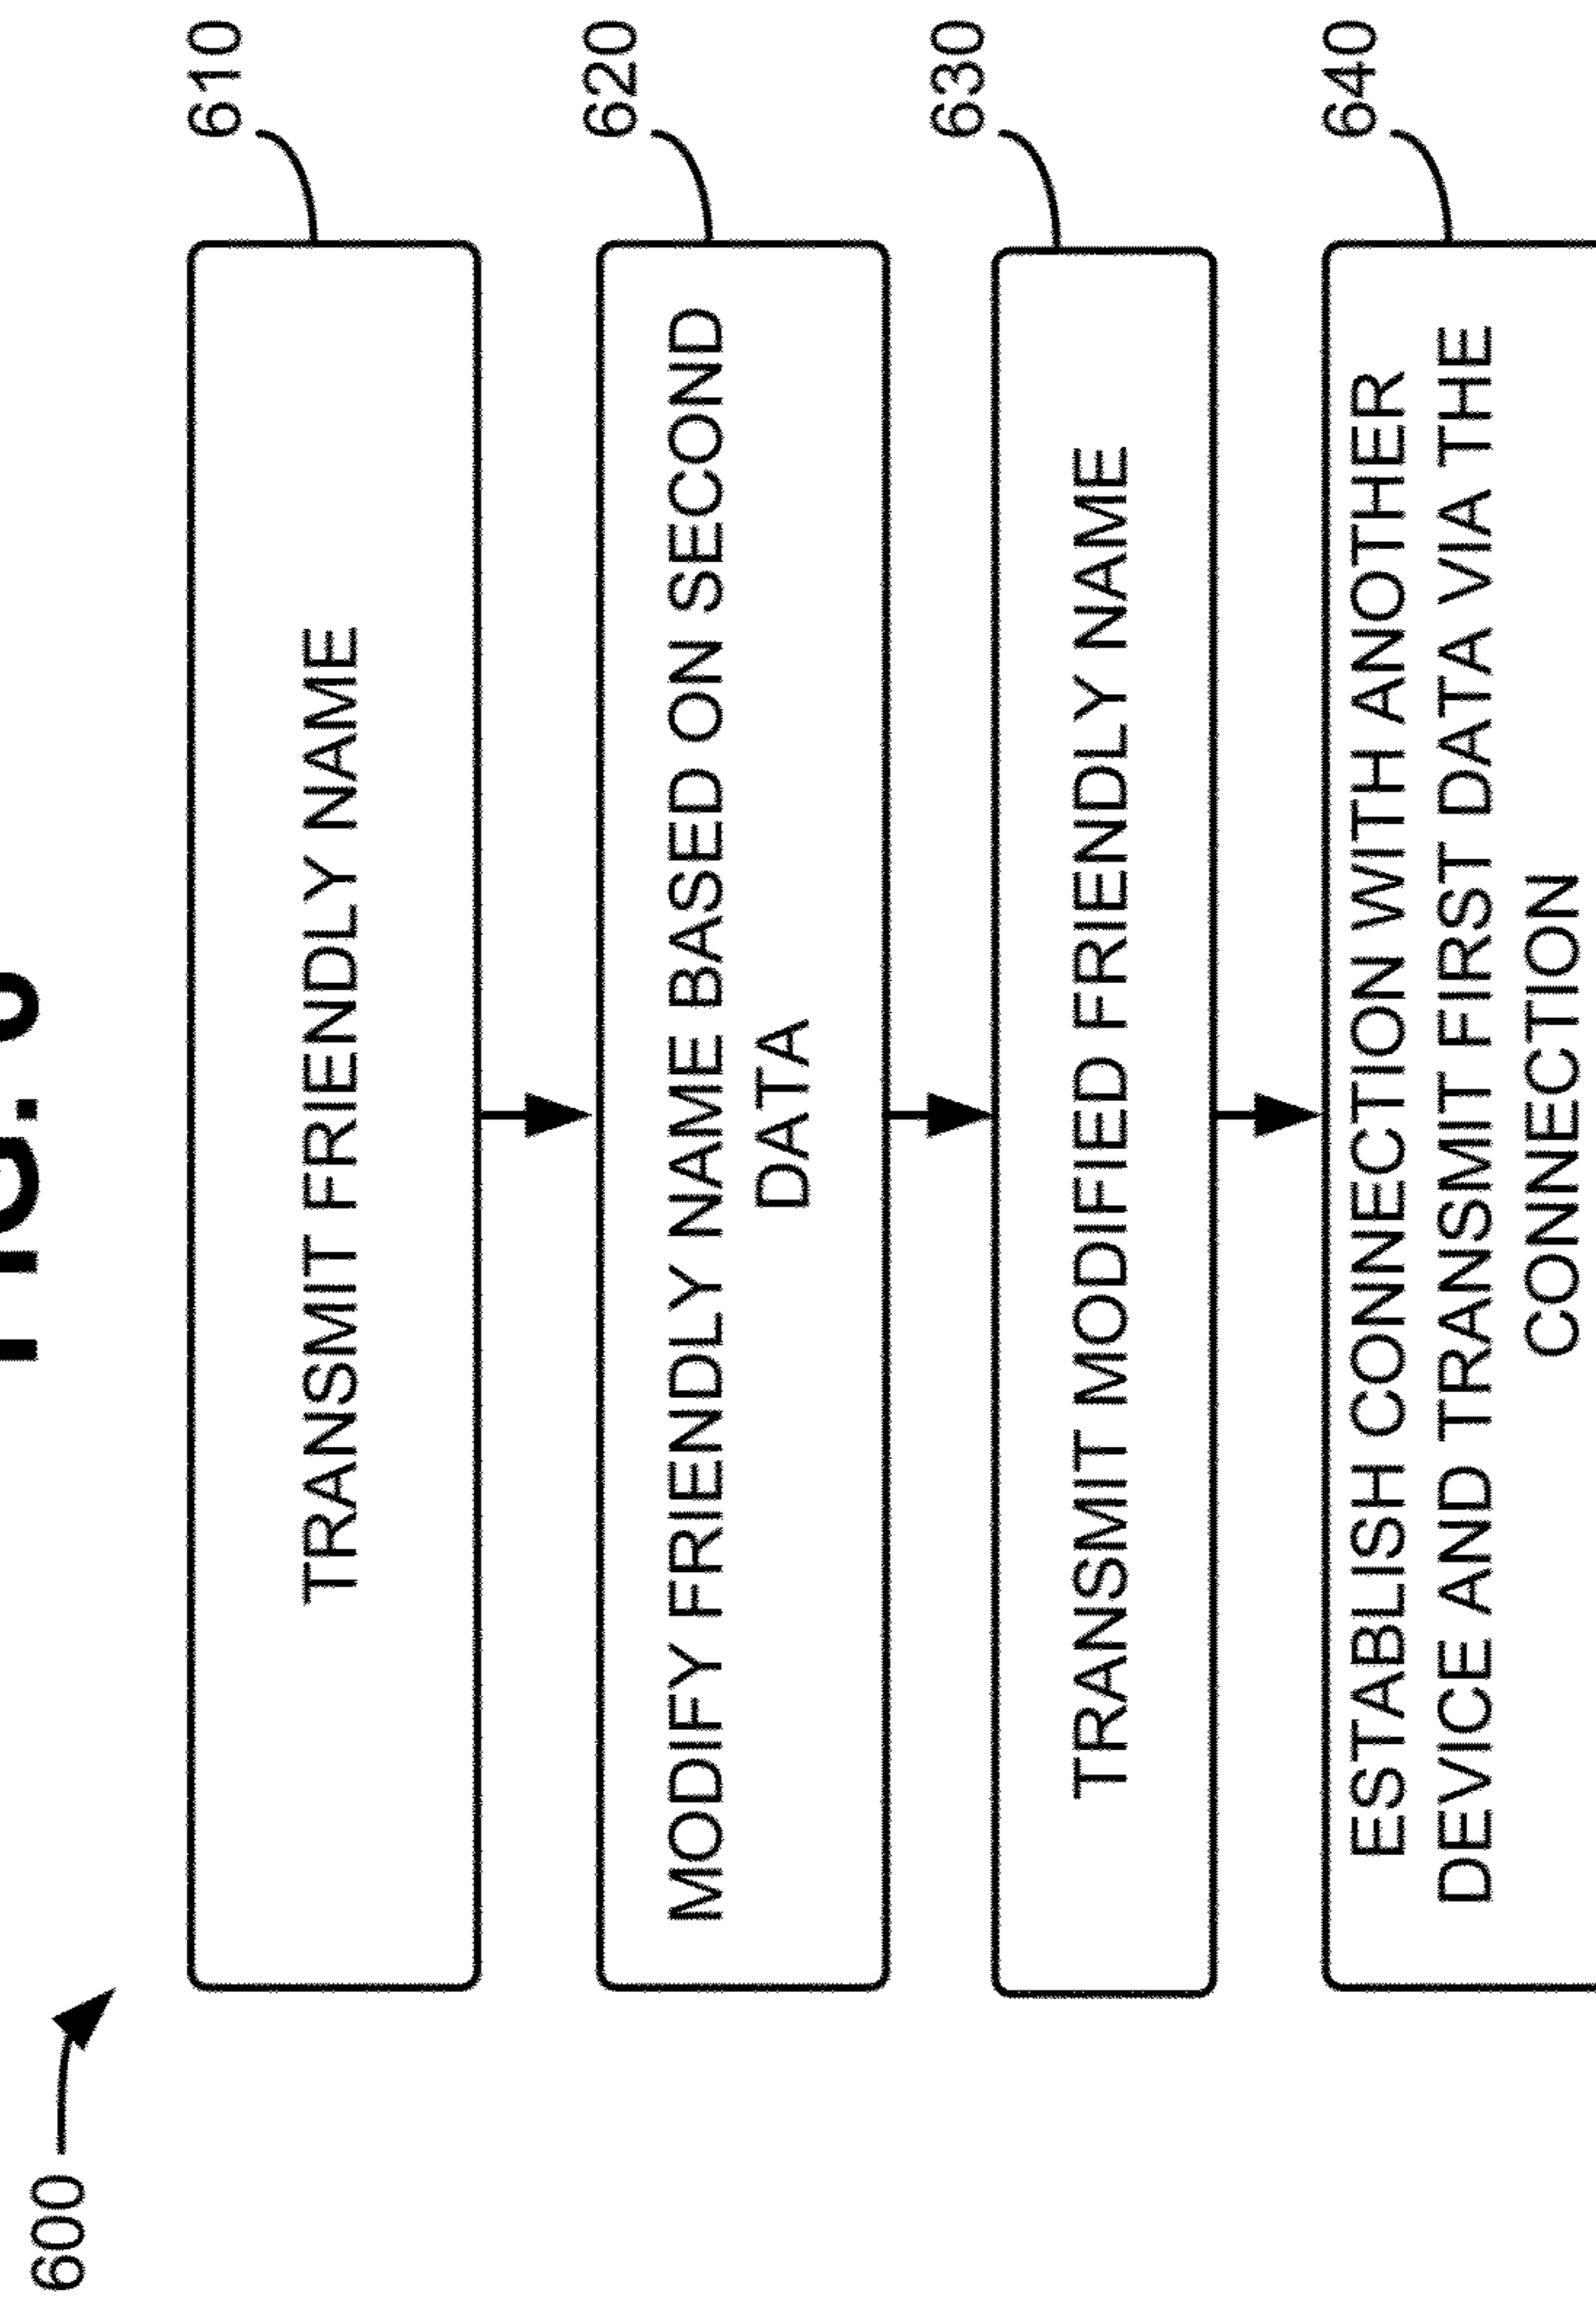 600
610
TRANSMIT FRIENDLY NAME
620
MODIFY FRIENDLY NAME BASED ON SECOND
DATA
630
TRANSMIT MODIFIED FRIENDLY NAME
640
ESTABLISH CONNECTION WITH ANOTHER
DEVICE AND TRANSMIT FIRST DATA VIA THE
CONNECTION